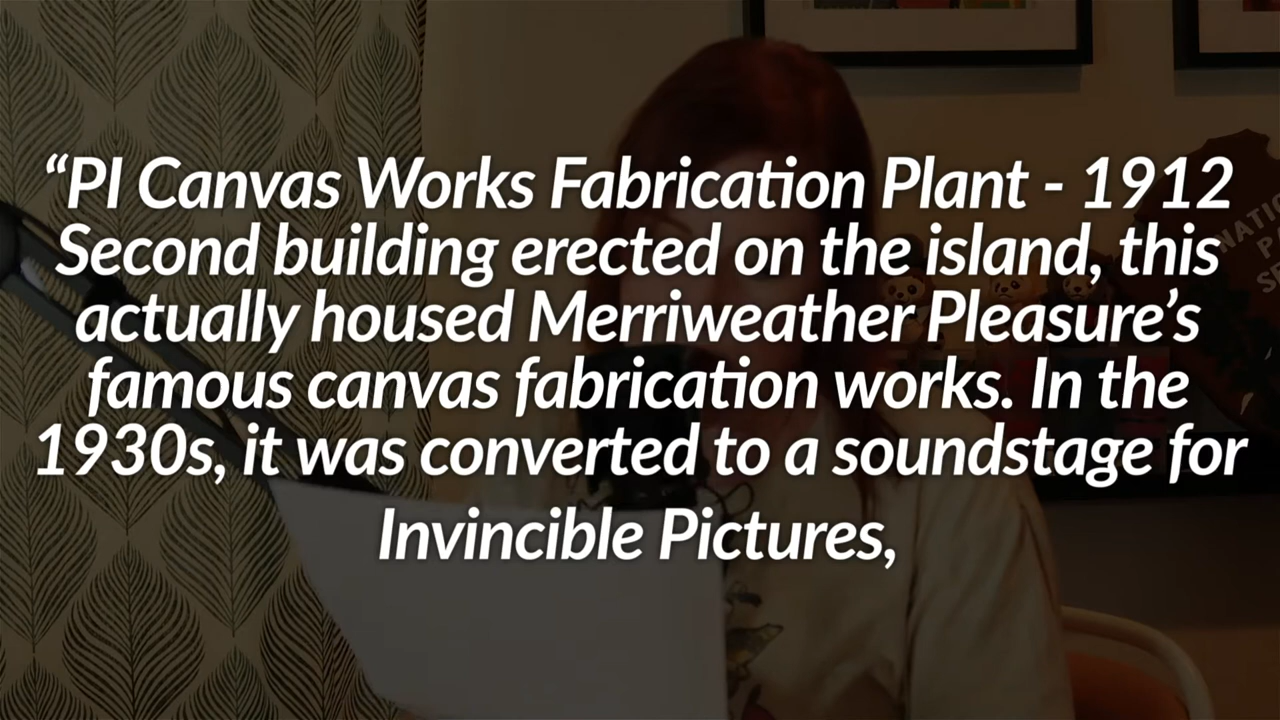 “PI Canvas Works Fabrication Plant - 1912
Second building erected on the island, this
actually housed Merriweather Pleasure’s
famous canvas fabrication works. In the
1930s, it was converted to a soundstage for
Invincible Pictures,